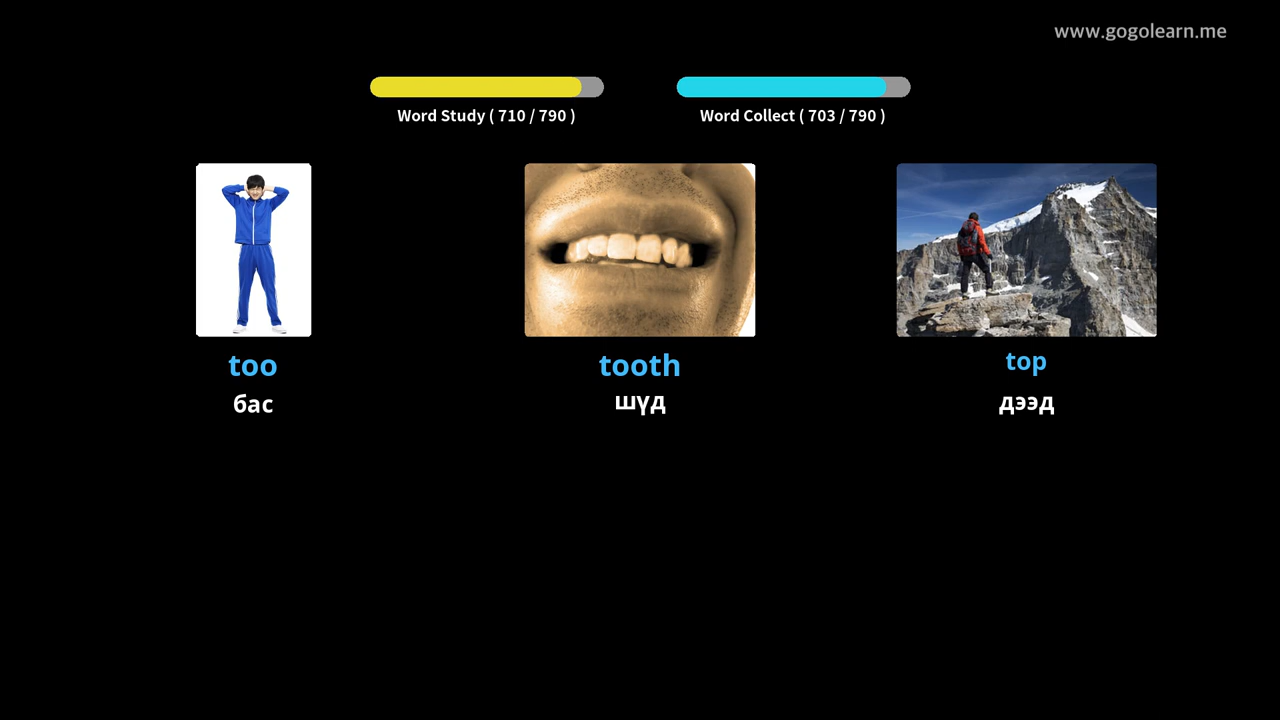 www.gogolearn.me
Word Study ( 710 / 790 )
Word Collect ( 703 / 790 )
too
tooth
top
бас
шүд
дээд